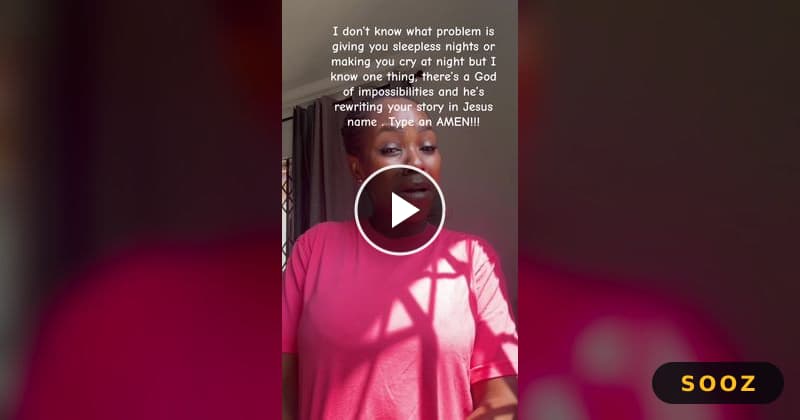 I don't know what problem is
giving you sleepless nights or
making you cry at night but I
know one thing, there's a God
of impossibilities and he's
rewriting your story in Jesus
name . Type an AMEN!!!
SOOZ